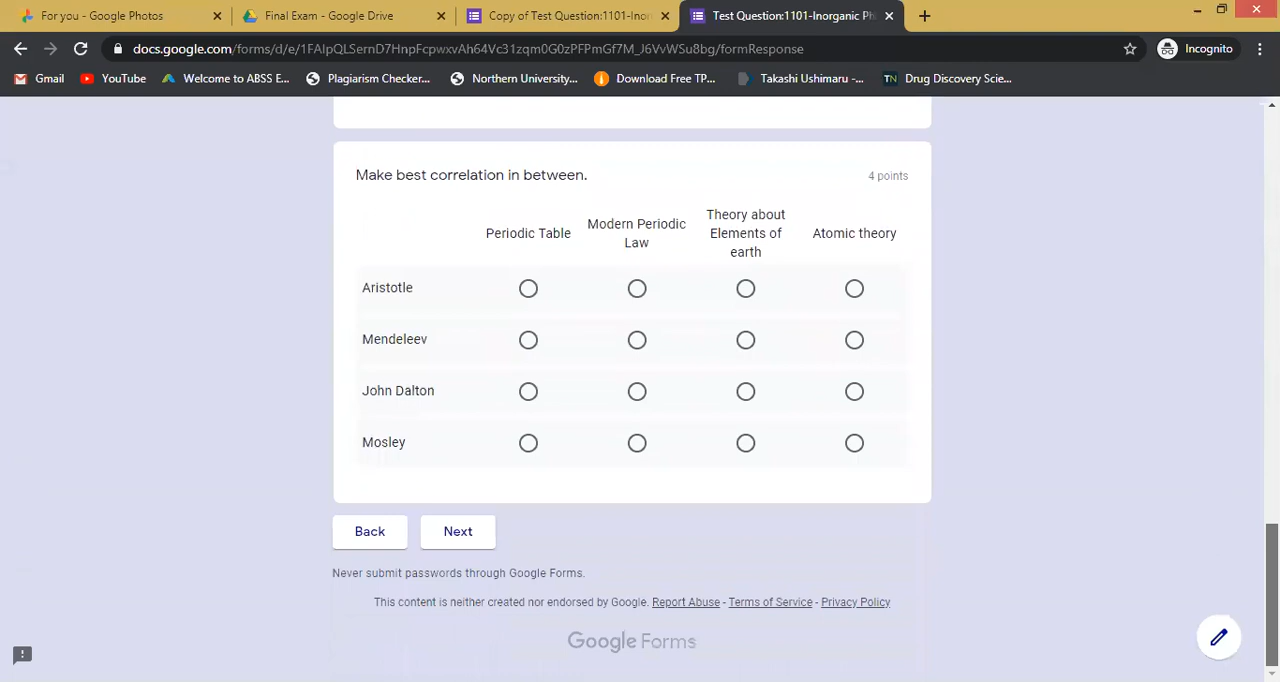 For you - Google Photos
Final Exam - Google Drive
Copy of Test Question:1101-Inor
Test Question:1101-Inorganic Ph
docs.google.com/forms/d/e/1FAIpQLSernD7HnpFcpwxvAh64Vc31zqm0G0zPFPmGf7M_J6VvWSu8bg/formResponse
Incognito
Gmail
YouTube
Welcome to ABSS E...
Plagiarism Checker...
Northern University...
Download Free TP...
Takashi Ushimaru -...
TN
Drug Discovery Scie...
Make best correlation in between.
4 points
Periodic Table
Modern Periodic
Law
Theory about
Elements of
earth
Atomic theory
Aristotle
Mendeleev
John Dalton
Mosley
Back
Next
Never submit passwords through Google Forms.
This content is neither created nor endorsed by Google. Report Abuse - Terms of Service - Privacy Policy
Google Forms